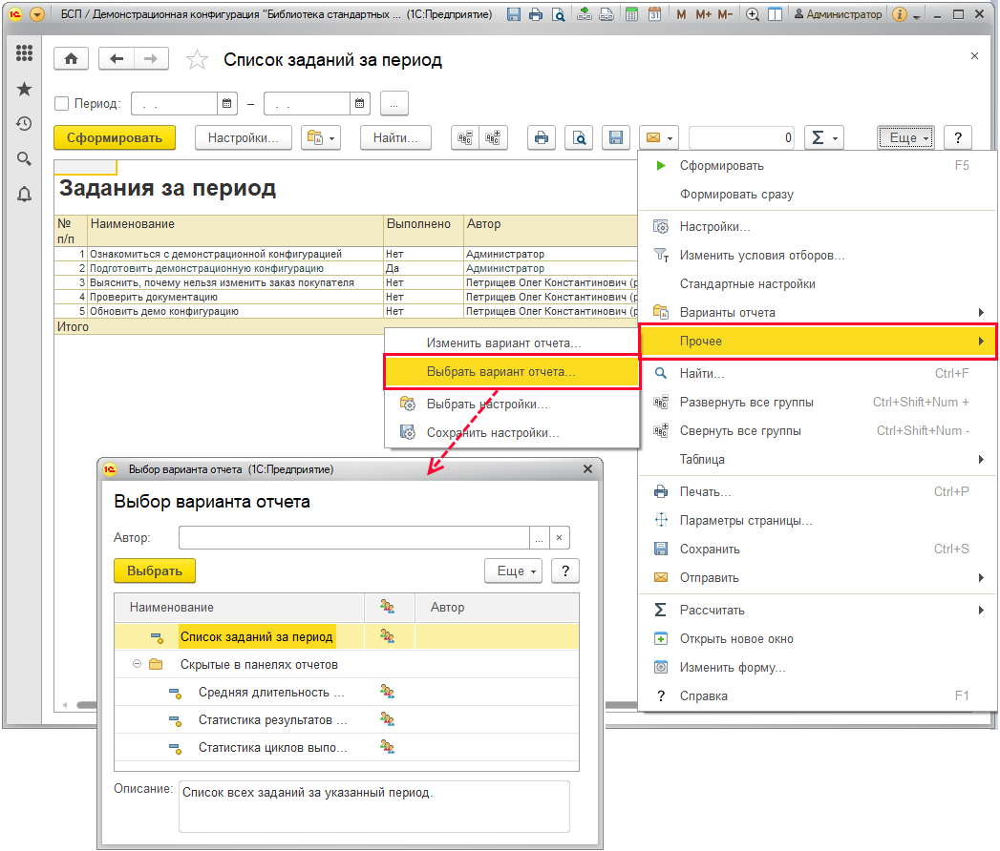 БСП / Демонстрационная конфигурация "Библиотека стандартных ... (1С:Предприятие)
M M+ M-
Администратор
Список заданий за период
Период: . . – . . ...
Сформировать Настройки... Найти... 0 Σ Еще ?
Задания за период
№ п/п Наименование Выполнено Автор
1 Ознакомиться с демонстрационной конфигурацией Нет Администратор
2 Подготовить демонстрационную конфигурацию Да Администратор
3 Выяснить, почему нельзя изменить заказ покупателя Нет Петрищев Олег Константинович (р
4 Проверить документацию Нет Петрищев Олег Константинович (р
5 Обновить демо конфигурацию Нет Петрищев Олег Константинович (р
Итого
Сформировать F5
Формировать сразу
Настройки...
Изменить условия отборов...
Стандартные настройки
Варианты отчета
Прочее
Найти... Ctrl+F
Развернуть все группы Ctrl+Shift+Num +
Свернуть все группы Ctrl+Shift+Num -
Таблица
Печать... Ctrl+P
Параметры страницы...
Сохранить Ctrl+S
Отправить
Σ Рассчитать
Открыть новое окно
Изменить форму...
? Справка F1
Изменить вариант отчета...
Выбрать вариант отчета...
Выбрать настройки...
Сохранить настройки...
Выбор варианта отчета (1С:Предприятие)
Выбор варианта отчета
Автор: ... ×
Выбрать Еще ?
Наименование Автор
Список заданий за период
Скрытые в панелях отчетов
Средняя длительность ...
Статистика результатов ...
Статистика циклов выпо...
Описание: Список всех заданий за указанный период.